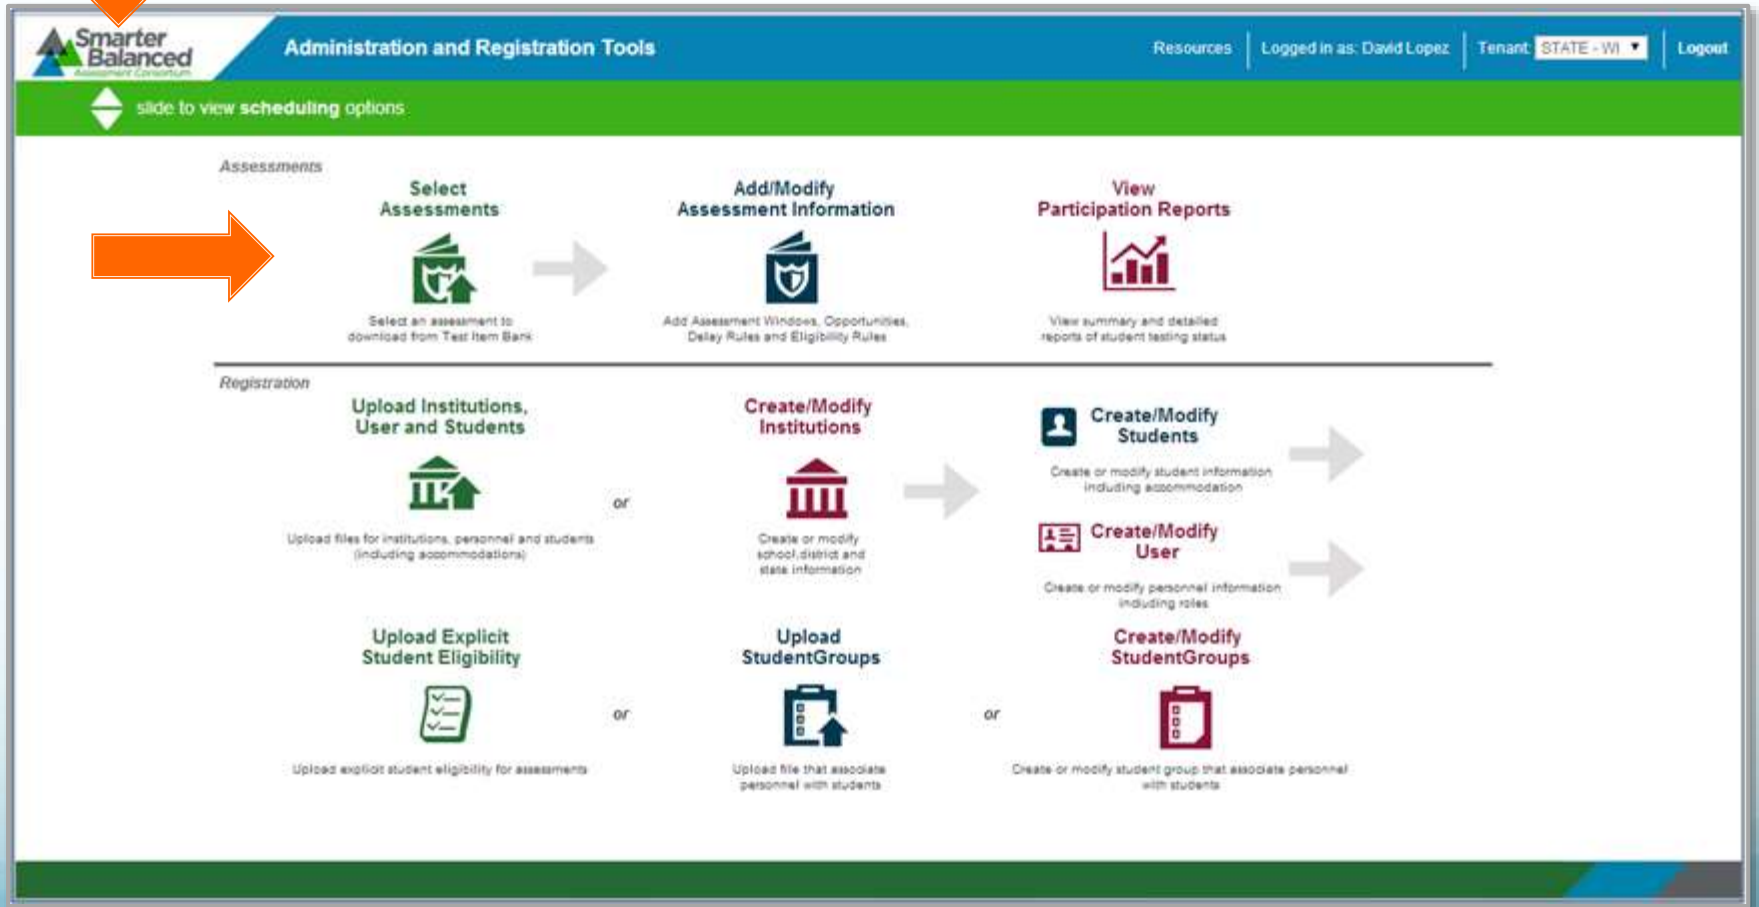 Smarter
Balanced
Assessment Consortium
Administration and Registration Tools
Resources
Logged in as: David Lopez
Tenant: STATE - WI
Logout
slide to view scheduling options
Assessments
Select
Assessments
Select an assessment to
download from Test Item Bank
Add/Modify
Assessment Information
Add Assessment Windows, Opportunities,
Delay Rules and Eligibility Rules
View
Participation Reports
View summary and detailed
reports of student testing status
Registration
Upload Institutions,
User and Students
Upload files for institutions, personnel and students
(including accommodations)
or
Create/Modify
Institutions
Create or modify
school,district and
state information
Create/Modify
Students
Create or modify student information
including accommodation
Create/Modify
User
Create or modify personnel information
including roles
Upload Explicit
Student Eligibility
Upload explicit student eligibility for assessments
or
Upload
StudentGroups
Upload file that associate
personnel with students
or
Create/Modify
StudentGroups
Create or modify student group that associate personnel
with students